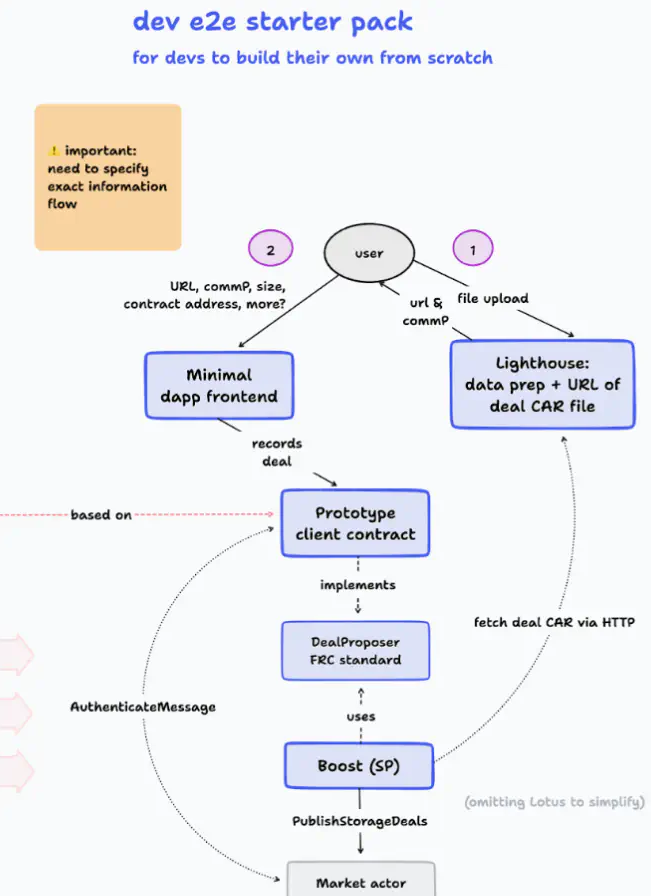 dev e2e starter pack
for devs to build their own from scratch
⚠️ important:
need to specify
exact information
flow
2
user
1
URL, commP, size,
contract address, more?
url &
commP
file upload
Minimal
dapp frontend
Lighthouse:
data prep + URL of
deal CAR file
records
deal
based on
Prototype
client contract
implements
fetch deal CAR via HTTP
DealProposer
FRC standard
AuthenticateMessage
uses
Boost (SP)
(omitting Lotus to simplify)
PublishStorageDeals
Market actor